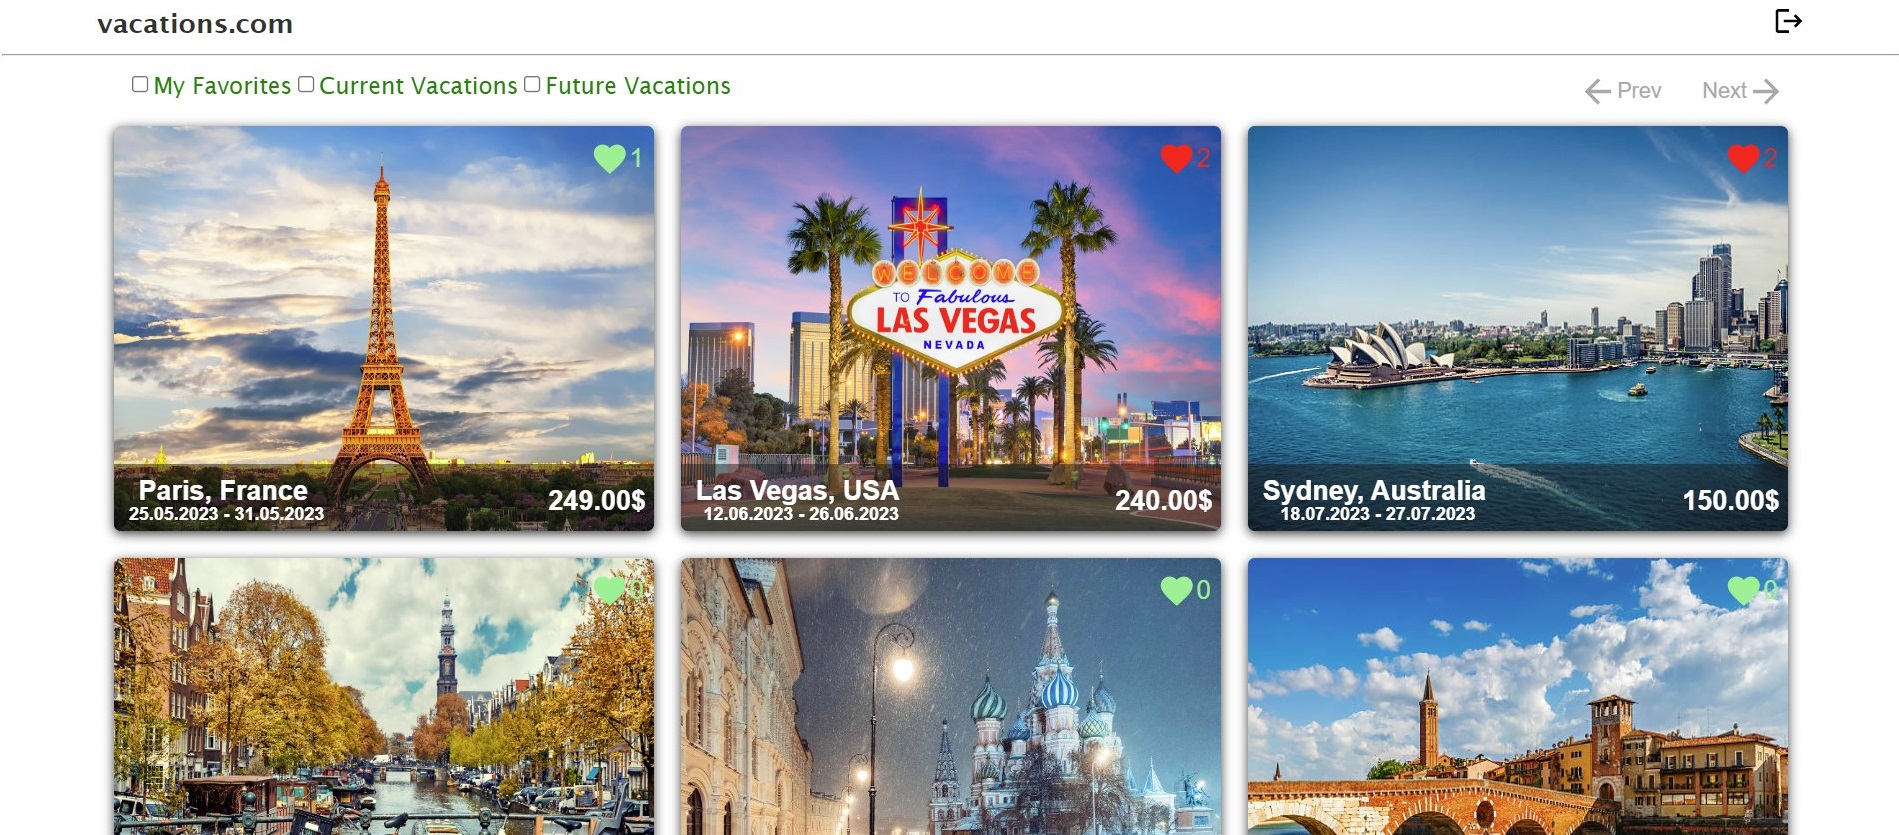 vacations.com
My Favorites Current Vacations Future Vacations
Prev Next
1
2
2
WELCOME
TO Fabulous
LAS VEGAS
NEVADA
Paris, France
25.05.2023 - 31.05.2023
249.00$
Las Vegas, USA
12.06.2023 - 26.06.2023
240.00$
Sydney, Australia
18.07.2023 - 27.07.2023
150.00$
0
0
0